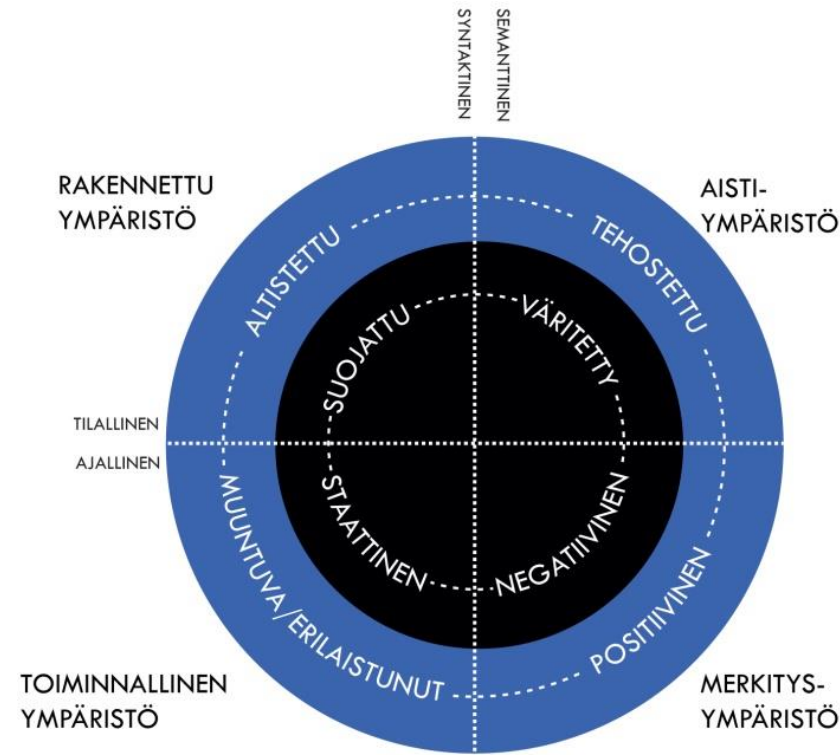 SYNTAKTINEN
SEMANTTINEN
RAKENNETTU
YMPÄRISTÖ
AISTI-
YMPÄRISTÖ
ALTISTETTU
TEHOSTETTU
SUOJATTU
VÄRITETTY
TILALLINEN
AJALLINEN
STAATTINEN
NEGATIIVINEN
MUUNTUVA/ERILAISTUNUT
POSITIIVINEN
TOIMINNALLINEN
YMPÄRISTÖ
MERKITYS-
YMPÄRISTÖ